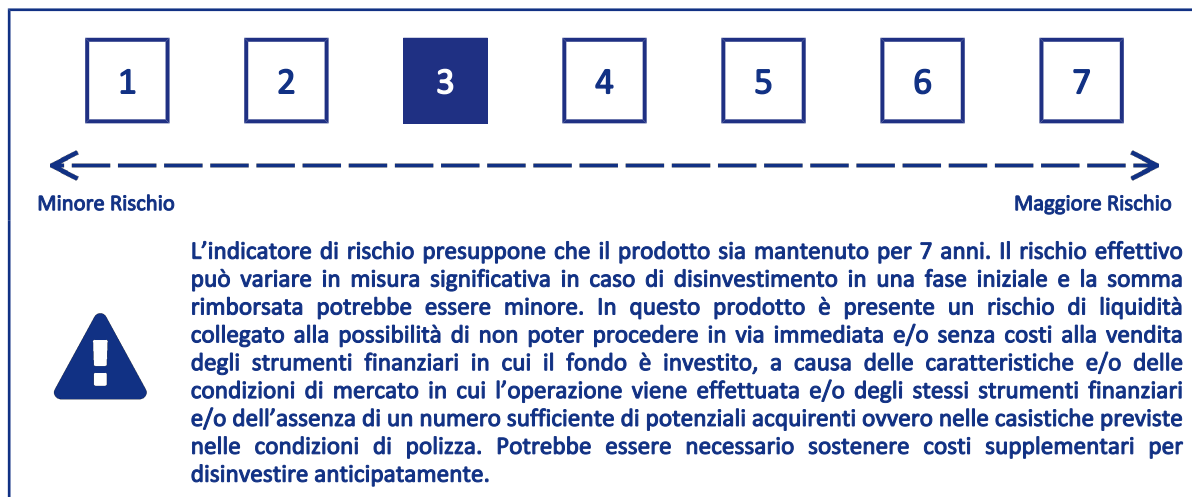 1 2 3 4 5 6 7
Minore Rischio Maggiore Rischio
L’indicatore di rischio presuppone che il prodotto sia mantenuto per 7 anni. Il rischio effettivo
può variare in misura significativa in caso di disinvestimento in una fase iniziale e la somma
rimborsata potrebbe essere minore. In questo prodotto è presente un rischio di liquidità
collegato alla possibilità di non poter procedere in via immediata e/o senza costi alla vendita
degli strumenti finanziari in cui il fondo è investito, a causa delle caratteristiche e/o delle
condizioni di mercato in cui l’operazione viene effettuata e/o degli stessi strumenti finanziari
e/o dell’assenza di un numero sufficiente di potenziali acquirenti ovvero nelle casistiche previste
nelle condizioni di polizza. Potrebbe essere necessario sostenere costi supplementari per
disinvestire anticipatamente.